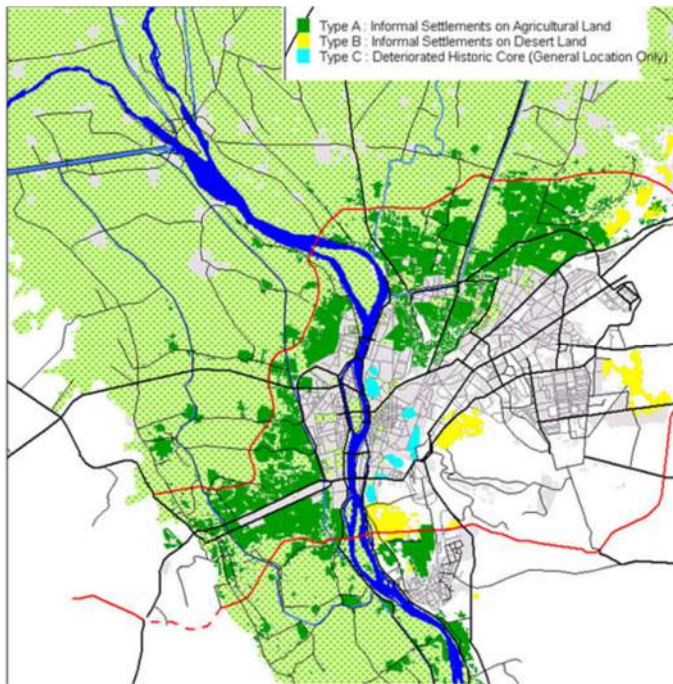 Type A : Informal Settlements on Agricultural Land
Type B : Informal Settlements on Desert Land
Type C : Deteriorated Historic Core (General Location Only)